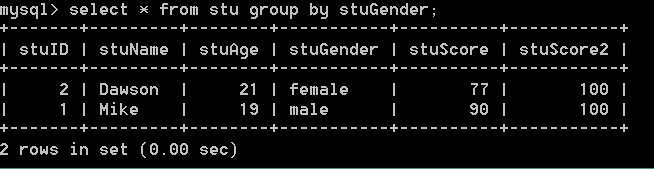 mysql> select * from stu group by stuGender;
+-------+---------+--------+-----------+----------+-----------+
| stuID | stuName | stuAge | stuGender | stuScore | stuScore2 |
+-------+---------+--------+-----------+----------+-----------+
|     2 | Dawson  |     21 | female    |       77 |       100 |
|     1 | Mike    |     19 | male      |       90 |       100 |
+-------+---------+--------+-----------+----------+-----------+
2 rows in set (0.00 sec)